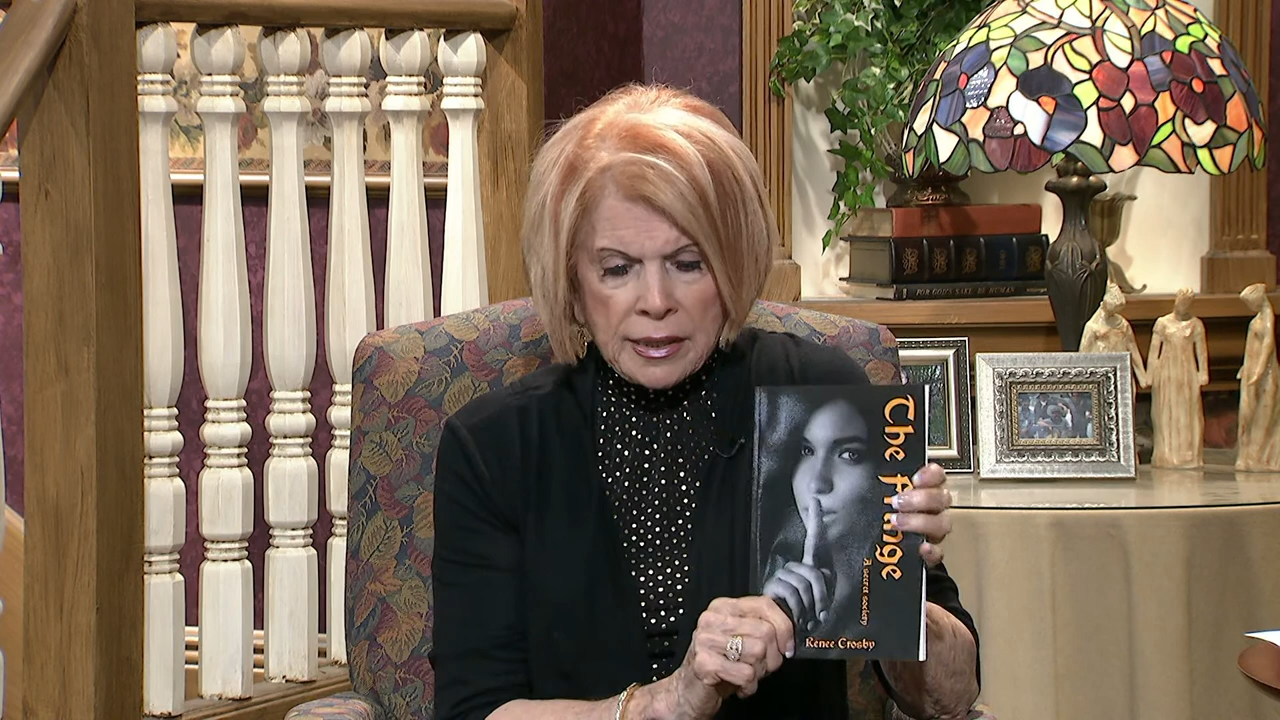 The Fringe
A secret society
Renee Crosby
FOR GOD'S SAKE, BE HUMAN